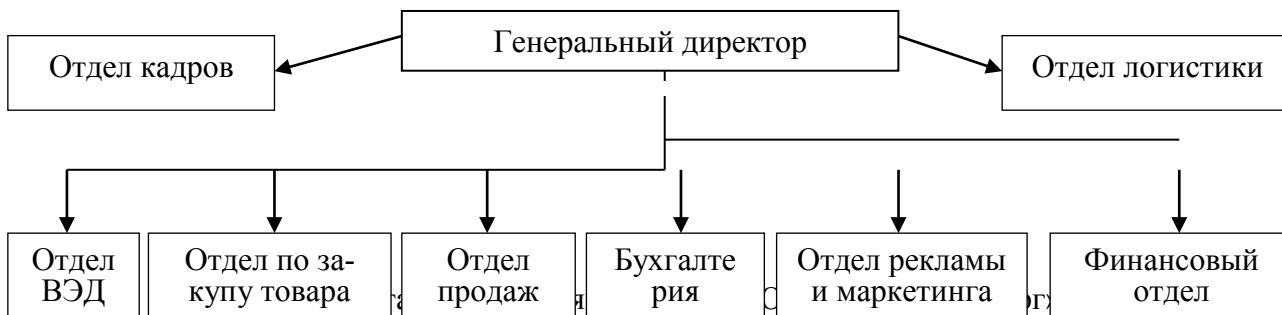 Генеральный директор
Отдел кадров
Отдел логистики
Отдел
ВЭД
Отдел по за-
купу товара
Отдел
продаж
Бухгалте
рия
Отдел рекламы
и маркетинга
Финансовый
отдел